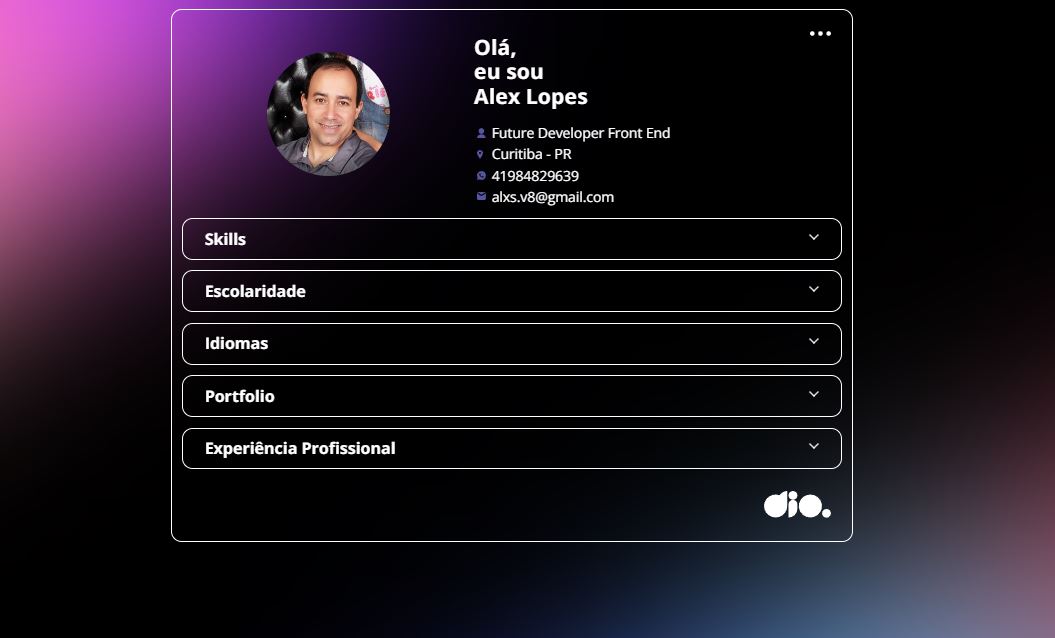 Olá,
eu sou
Alex Lopes
Future Developer Front End
Curitiba - PR
41984829639
alxs.v8@gmail.com
Skills
Escolaridade
Idiomas
Portfolio
Experiência Profissional
dio.